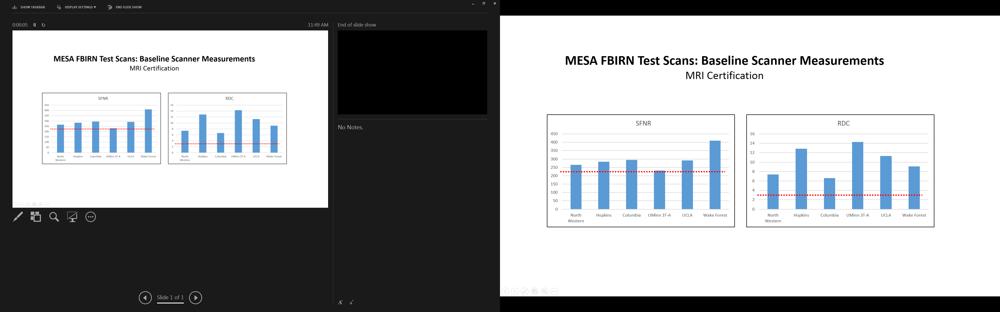 SHOW TASKBAR DISPLAY SETTINGS ▼ END SLIDE SHOW
0:00:05 11:49 AM
MESA FBIRN Test Scans: Baseline Scanner Measurements
MRI Certification
SFNR
450
400
350
300
250
200
150
100
50
0
North Western Hopkins Columbia UMinn 3T-A UCLA Wake Forest
RDC
16
14
12
10
8
6
4
2
0
North Western Hopkins Columbia UMinn 3T-A UCLA Wake Forest
Slide 1 of 1
End of slide show
No Notes.
A A
MESA FBIRN Test Scans: Baseline Scanner Measurements
MRI Certification
SFNR
450
400
350
300
250
200
150
100
50
0
North Western Hopkins Columbia UMinn 3T-A UCLA Wake Forest
RDC
16
14
12
10
8
6
4
2
0
North Western Hopkins Columbia UMinn 3T-A UCLA Wake Forest